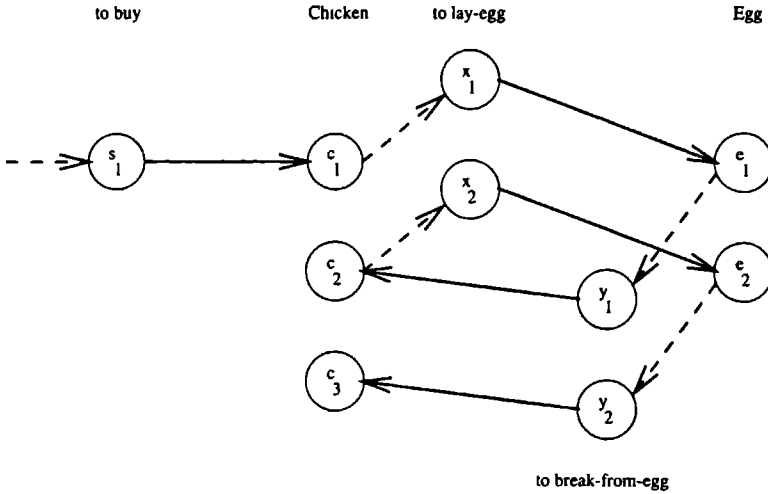 to buy Chicken to lay-egg Egg
x1
s1 c1 e1
x2
c2 y1 e2
c3 y2
to break-from-egg